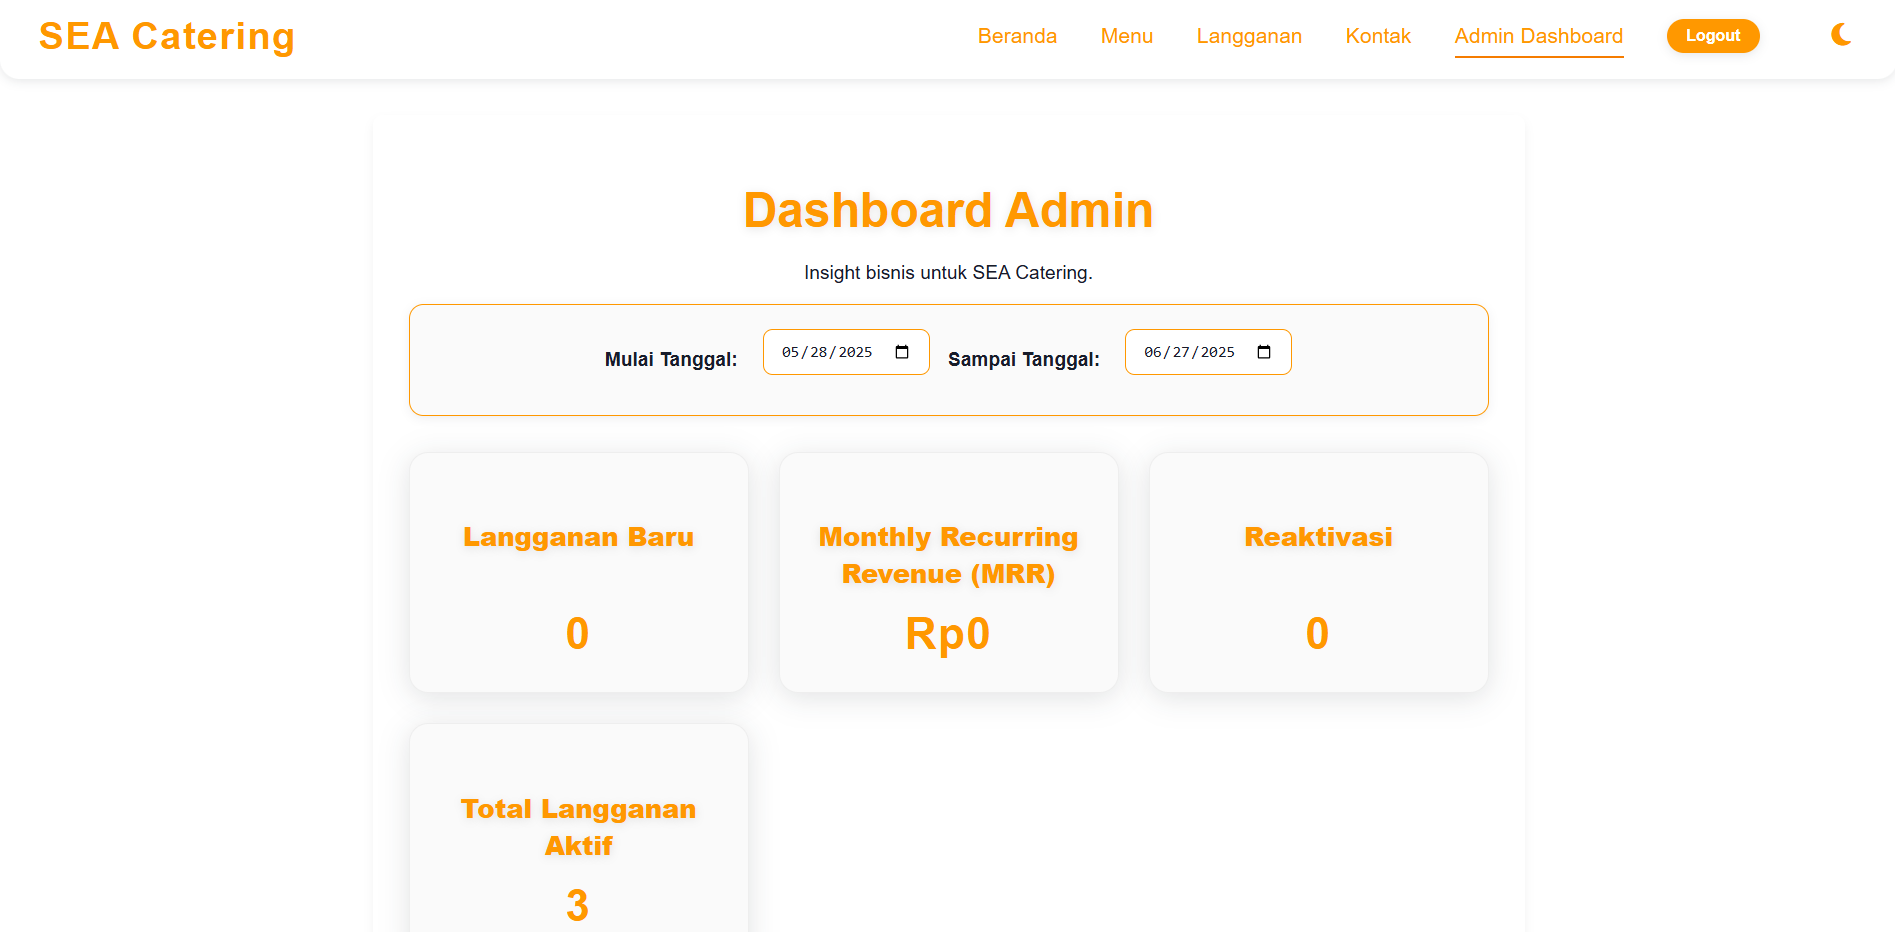 SEA Catering
Beranda
Menu
Langganan
Kontak
Admin Dashboard
Logout
Dashboard Admin
Insight bisnis untuk SEA Catering.
Mulai Tanggal:
05/28/2025
Sampai Tanggal:
06/27/2025
Langganan Baru
0
Monthly Recurring
Revenue (MRR)
Rp0
Reaktivasi
0
Total Langganan
Aktif
3